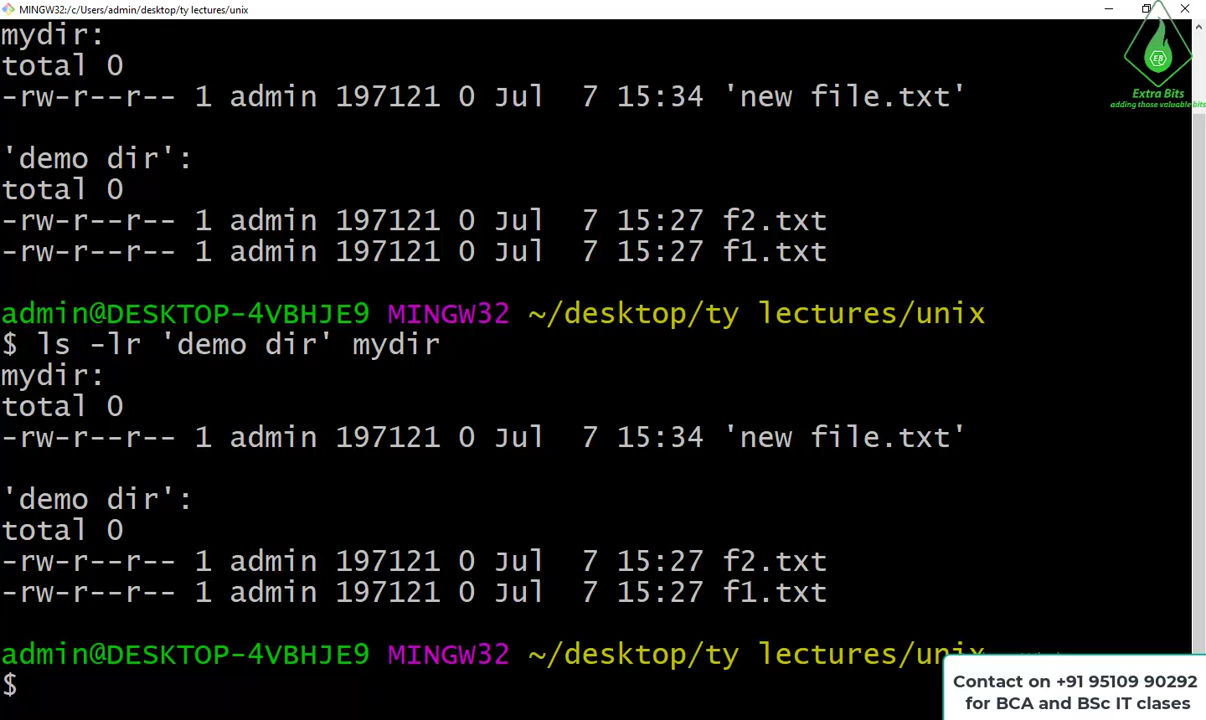 MINGW32:/c/Users/admin/desktop/ty lectures/unix
mydir:
total 0
-rw-r--r-- 1 admin 197121 0 Jul  7 15:34 'new file.txt'
'demo dir':
total 0
-rw-r--r-- 1 admin 197121 0 Jul  7 15:27 f2.txt
-rw-r--r-- 1 admin 197121 0 Jul  7 15:27 f1.txt
admin@DESKTOP-4VBHJE9 MINGW32 ~/desktop/ty lectures/unix
$ ls -lr 'demo dir' mydir
mydir:
total 0
-rw-r--r-- 1 admin 197121 0 Jul  7 15:34 'new file.txt'
'demo dir':
total 0
-rw-r--r-- 1 admin 197121 0 Jul  7 15:27 f2.txt
-rw-r--r-- 1 admin 197121 0 Jul  7 15:27 f1.txt
admin@DESKTOP-4VBHJE9 MINGW32 ~/desktop/ty lectures/unix
$
EB
Extra Bits
adding those valuable bits
Contact on +91 95109 90292
for BCA and BSc IT clases